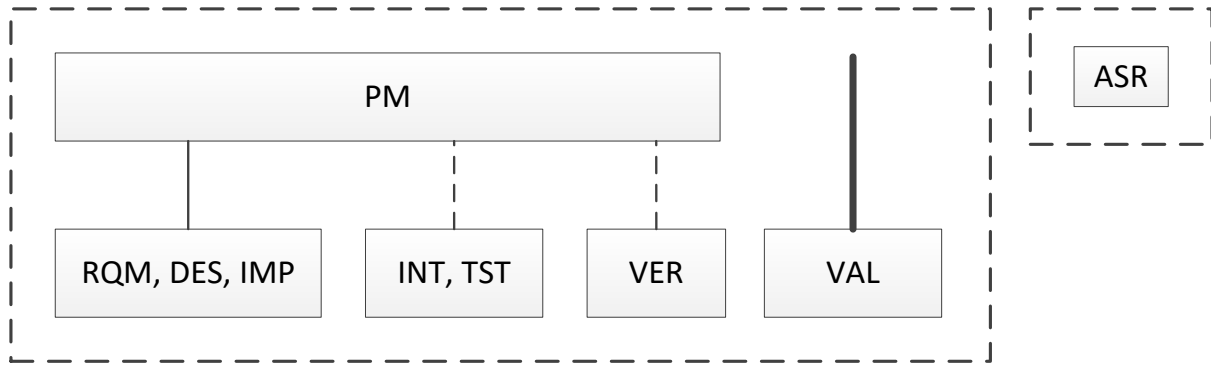 PM
ASR
RQM, DES, IMP
INT, TST
VER
VAL